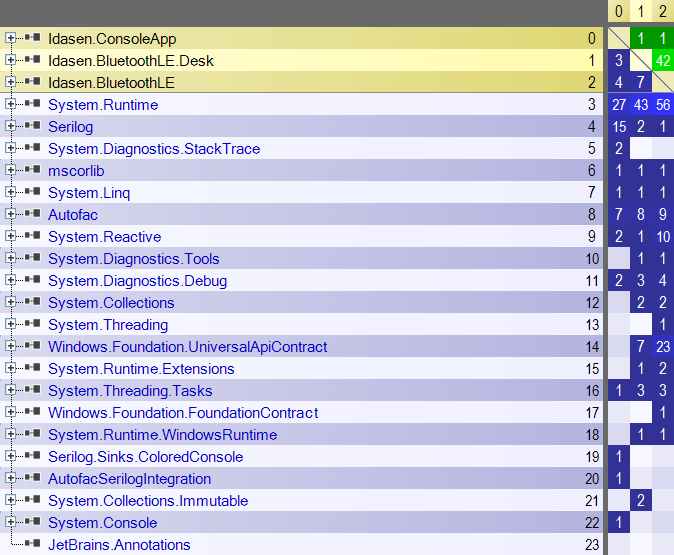 0 1 2
Idasen.ConsoleApp 0 1 1
Idasen.BluetoothLE.Desk 1 3 42
Idasen.BluetoothLE 2 4 7
System.Runtime 3 27 43 56
Serilog 4 15 2 1
System.Diagnostics.StackTrace 5 2
mscorlib 6 1 1 1
System.Linq 7 1 1 1
Autofac 8 7 8 9
System.Reactive 9 2 1 10
System.Diagnostics.Tools 10 1 1
System.Diagnostics.Debug 11 2 3 4
System.Collections 12 2 2
System.Threading 13 1
Windows.Foundation.UniversalApiContract 14 7 23
System.Runtime.Extensions 15 1 2
System.Threading.Tasks 16 1 3 3
Windows.Foundation.FoundationContract 17 1
System.Runtime.WindowsRuntime 18 1 1
Serilog.Sinks.ColoredConsole 19 1
AutofacSerilogIntegration 20 1
System.Collections.Immutable 21 2
System.Console 22 1
JetBrains.Annotations 23